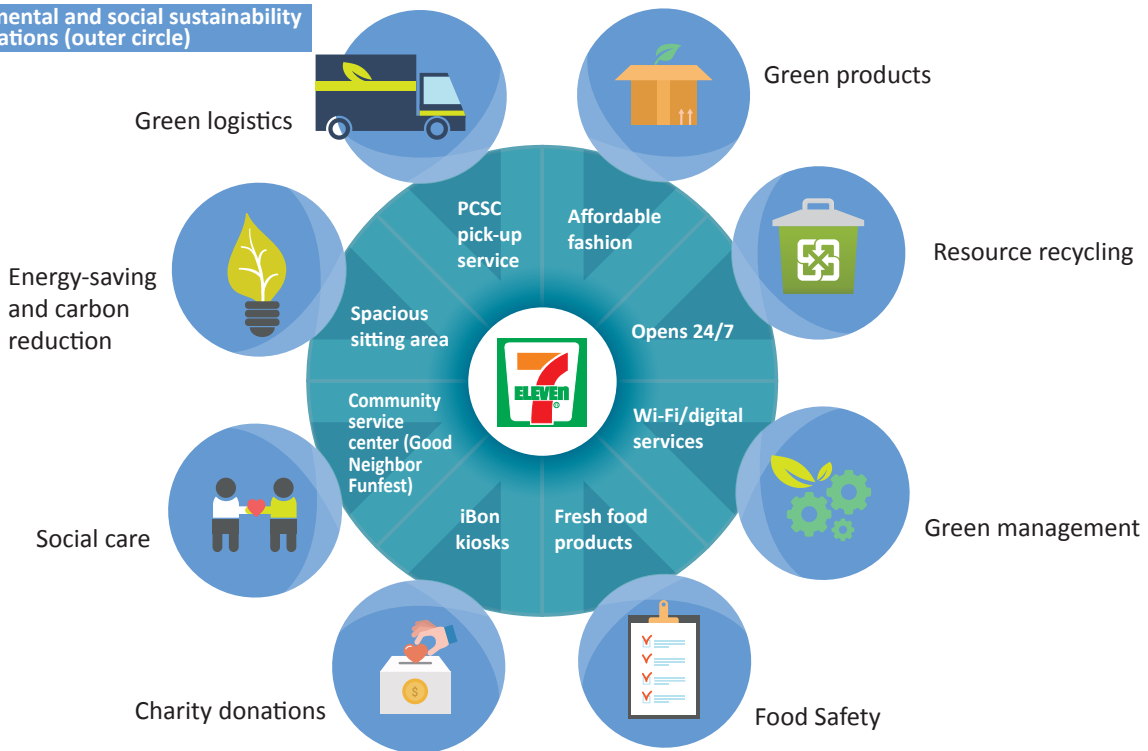 mental and social sustainability
ations (outer circle)
Green logistics
Green products
Energy-saving
and carbon
reduction
Resource recycling
PCSC
pick-up
service
Affordable
fashion
Spacious
sitting area
Opens 24/7
7
ELEVEN
Community
service
center (Good
Neighbor
Funfest)
Wi-Fi/digital
services
iBon
kiosks
Fresh food
products
Social care
Green management
$
Charity donations
Food Safety